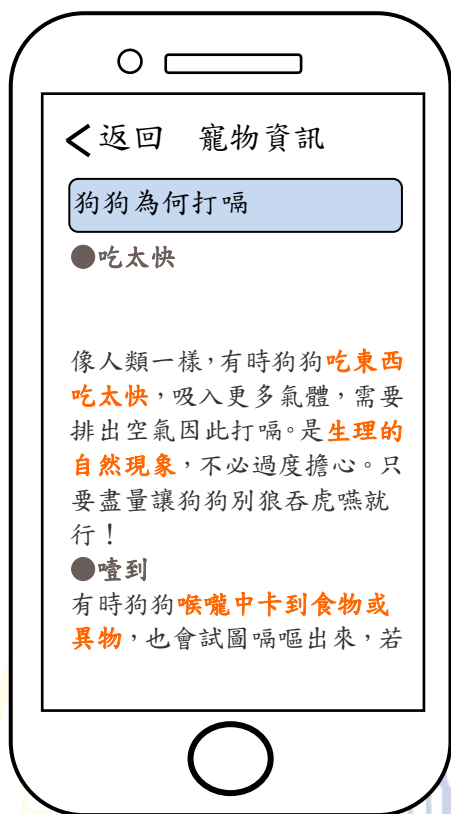 返回 寵物資訊
狗狗為何打嗝
●吃太快
像人類一樣，有時狗狗吃東西
吃太快，吸入更多氣體，需要
排出空氣因此打嗝。是生理的
自然現象，不必過度擔心。只
要盡量讓狗狗別狼吞虎嚥就
行！
●噎到
有時狗狗喉嚨中卡到食物或
異物，也會試圖嗝嘔出來，若